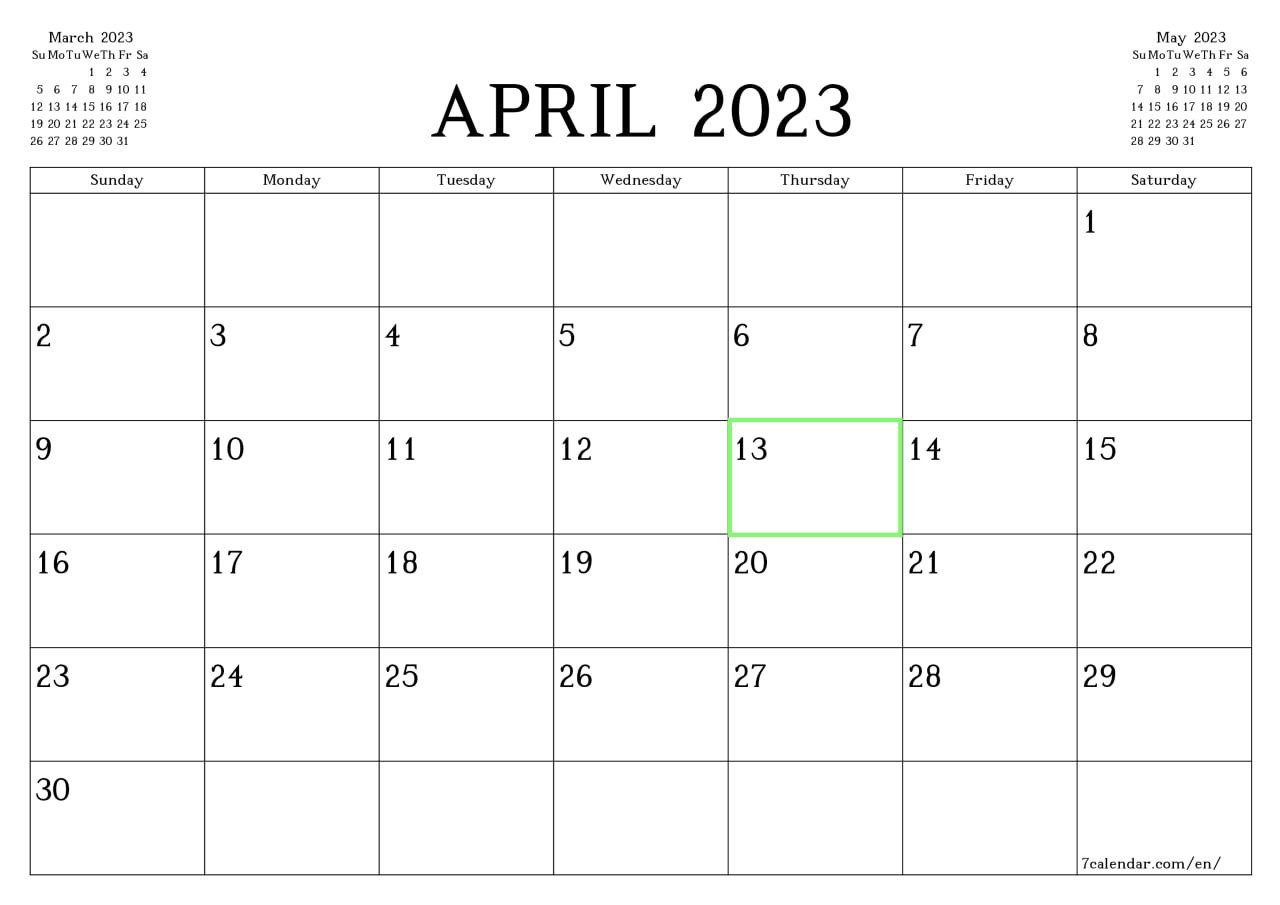 March 2023
Su Mo Tu We Th Fr Sa
1 2 3 4
5 6 7 8 9 10 11
12 13 14 15 16 17 18
19 20 21 22 23 24 25
26 27 28 29 30 31
APRIL 2023
May 2023
Su Mo Tu We Th Fr Sa
1 2 3 4 5 6
7 8 9 10 11 12 13
14 15 16 17 18 19 20
21 22 23 24 25 26 27
28 29 30 31
Sunday Monday Tuesday Wednesday Thursday Friday Saturday
1
2 3 4 5 6 7 8
9 10 11 12 13 14 15
16 17 18 19 20 21 22
23 24 25 26 27 28 29
30
7calendar.com/en/